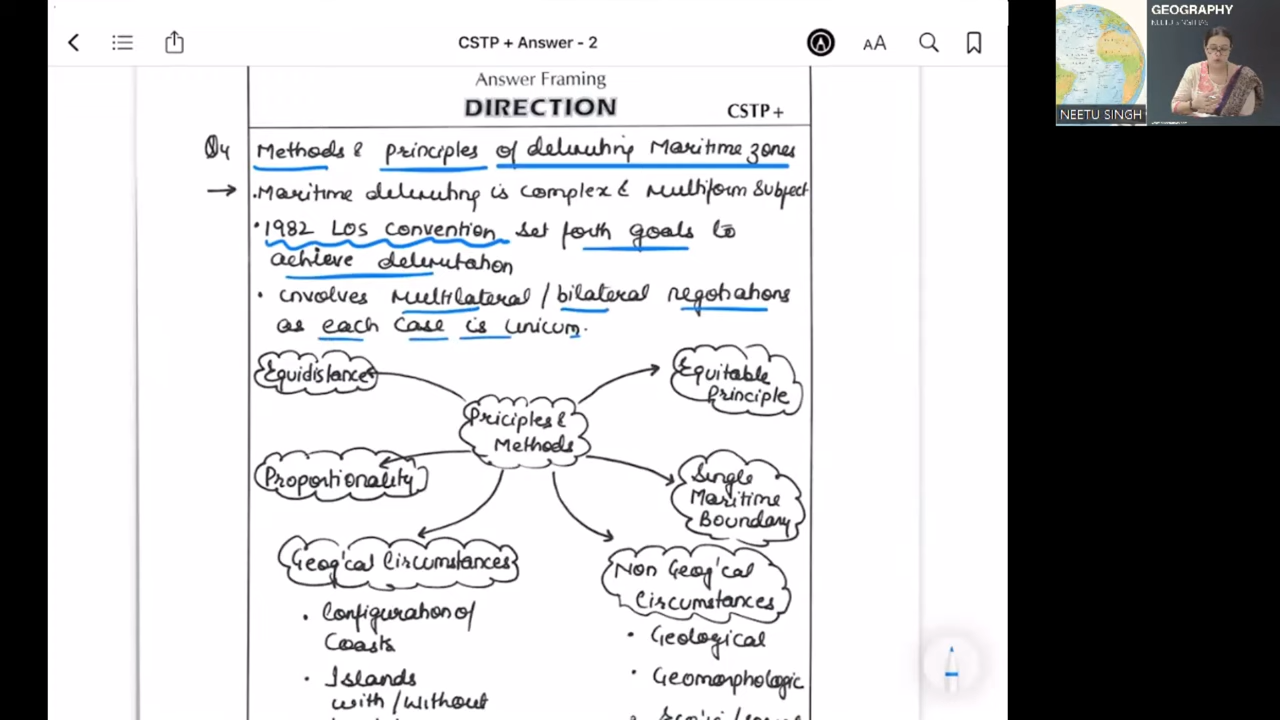 CSTP + Answer - 2
AA
GEOGRAPHY
NEETU SINGH
Answer Framing
DIRECTION
CSTP+
Q4 Methods & principles of delimiting Maritime zones
→ • Maritime delimiting is complex & Multiform Subject
• 1982 LOS Convention set forth goals to
achieve delimitation
• involves Multilateral / bilateral negotiations
as each case is unicum.
Equidistance
Equitable
Principle
Priciples &
Methods
Proportionality
Single
Maritime
Boundary
Geog'cal Circumstances
Non Geog'cal
Circumstances
• Configuration of
Coasts
• Geological
• Islands
with/without
• Geomorphologic